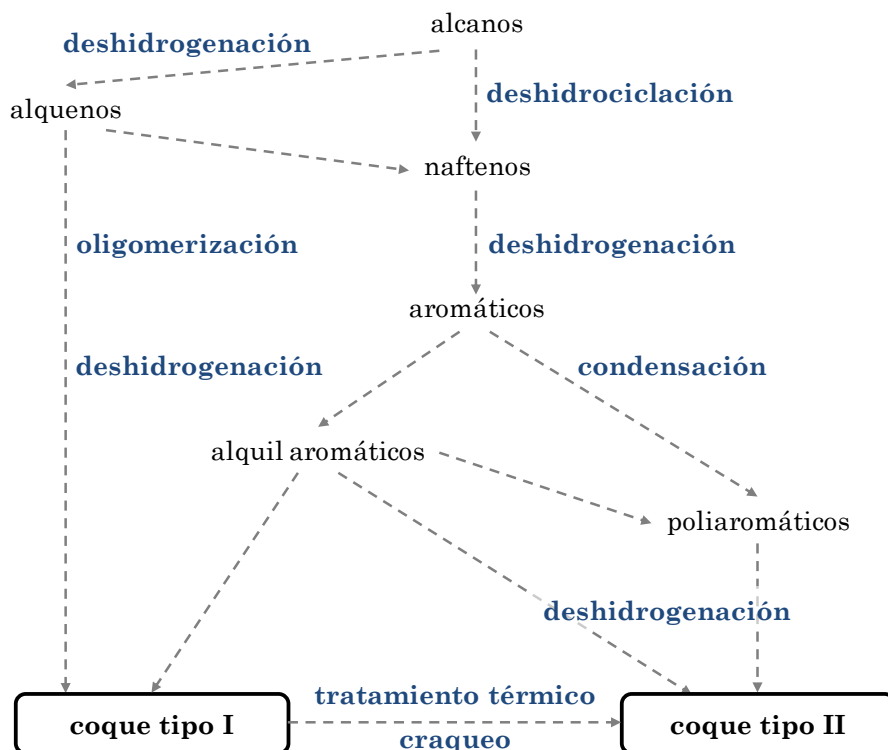 alcanos
deshidrogenación
deshidrociclación
alquenos
naftenos
oligomerización
deshidrogenación
aromáticos
deshidrogenación
condensación
alquil aromáticos
poliaromáticos
deshidrogenación
tratamiento térmico
coque tipo I
coque tipo II
craqueo